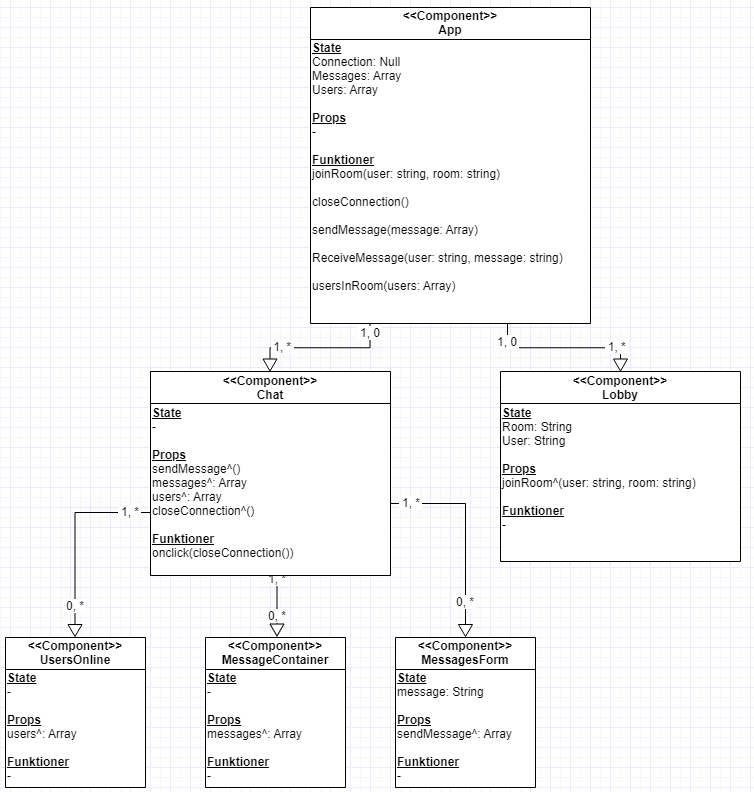 <<Component>>
App
State
Connection: Null
Messages: Array
Users: Array
Props
-
Funktioner
joinRoom(user: string, room: string)
closeConnection()
sendMessage(message: Array)
ReceiveMessage(user: string, message: string)
usersInRoom(users: Array)
1, 0
1, 0
1, *
1, *
<<Component>>
Chat
State
-
Props
sendMessage^()
messages^: Array
users^: Array
closeConnection^()
Funktioner
onclick(closeConnection())
<<Component>>
Lobby
State
Room: String
User: String
Props
joinRoom^(user: string, room: string)
Funktioner
-
1, *
1, *
1, *
0, *
0, *
0, *
<<Component>>
UsersOnline
State
-
Props
users^: Array
Funktioner
-
<<Component>>
MessageContainer
State
-
Props
messages^: Array
Funktioner
-
<<Component>>
MessagesForm
State
message: String
Props
sendMessage^: Array
Funktioner
-